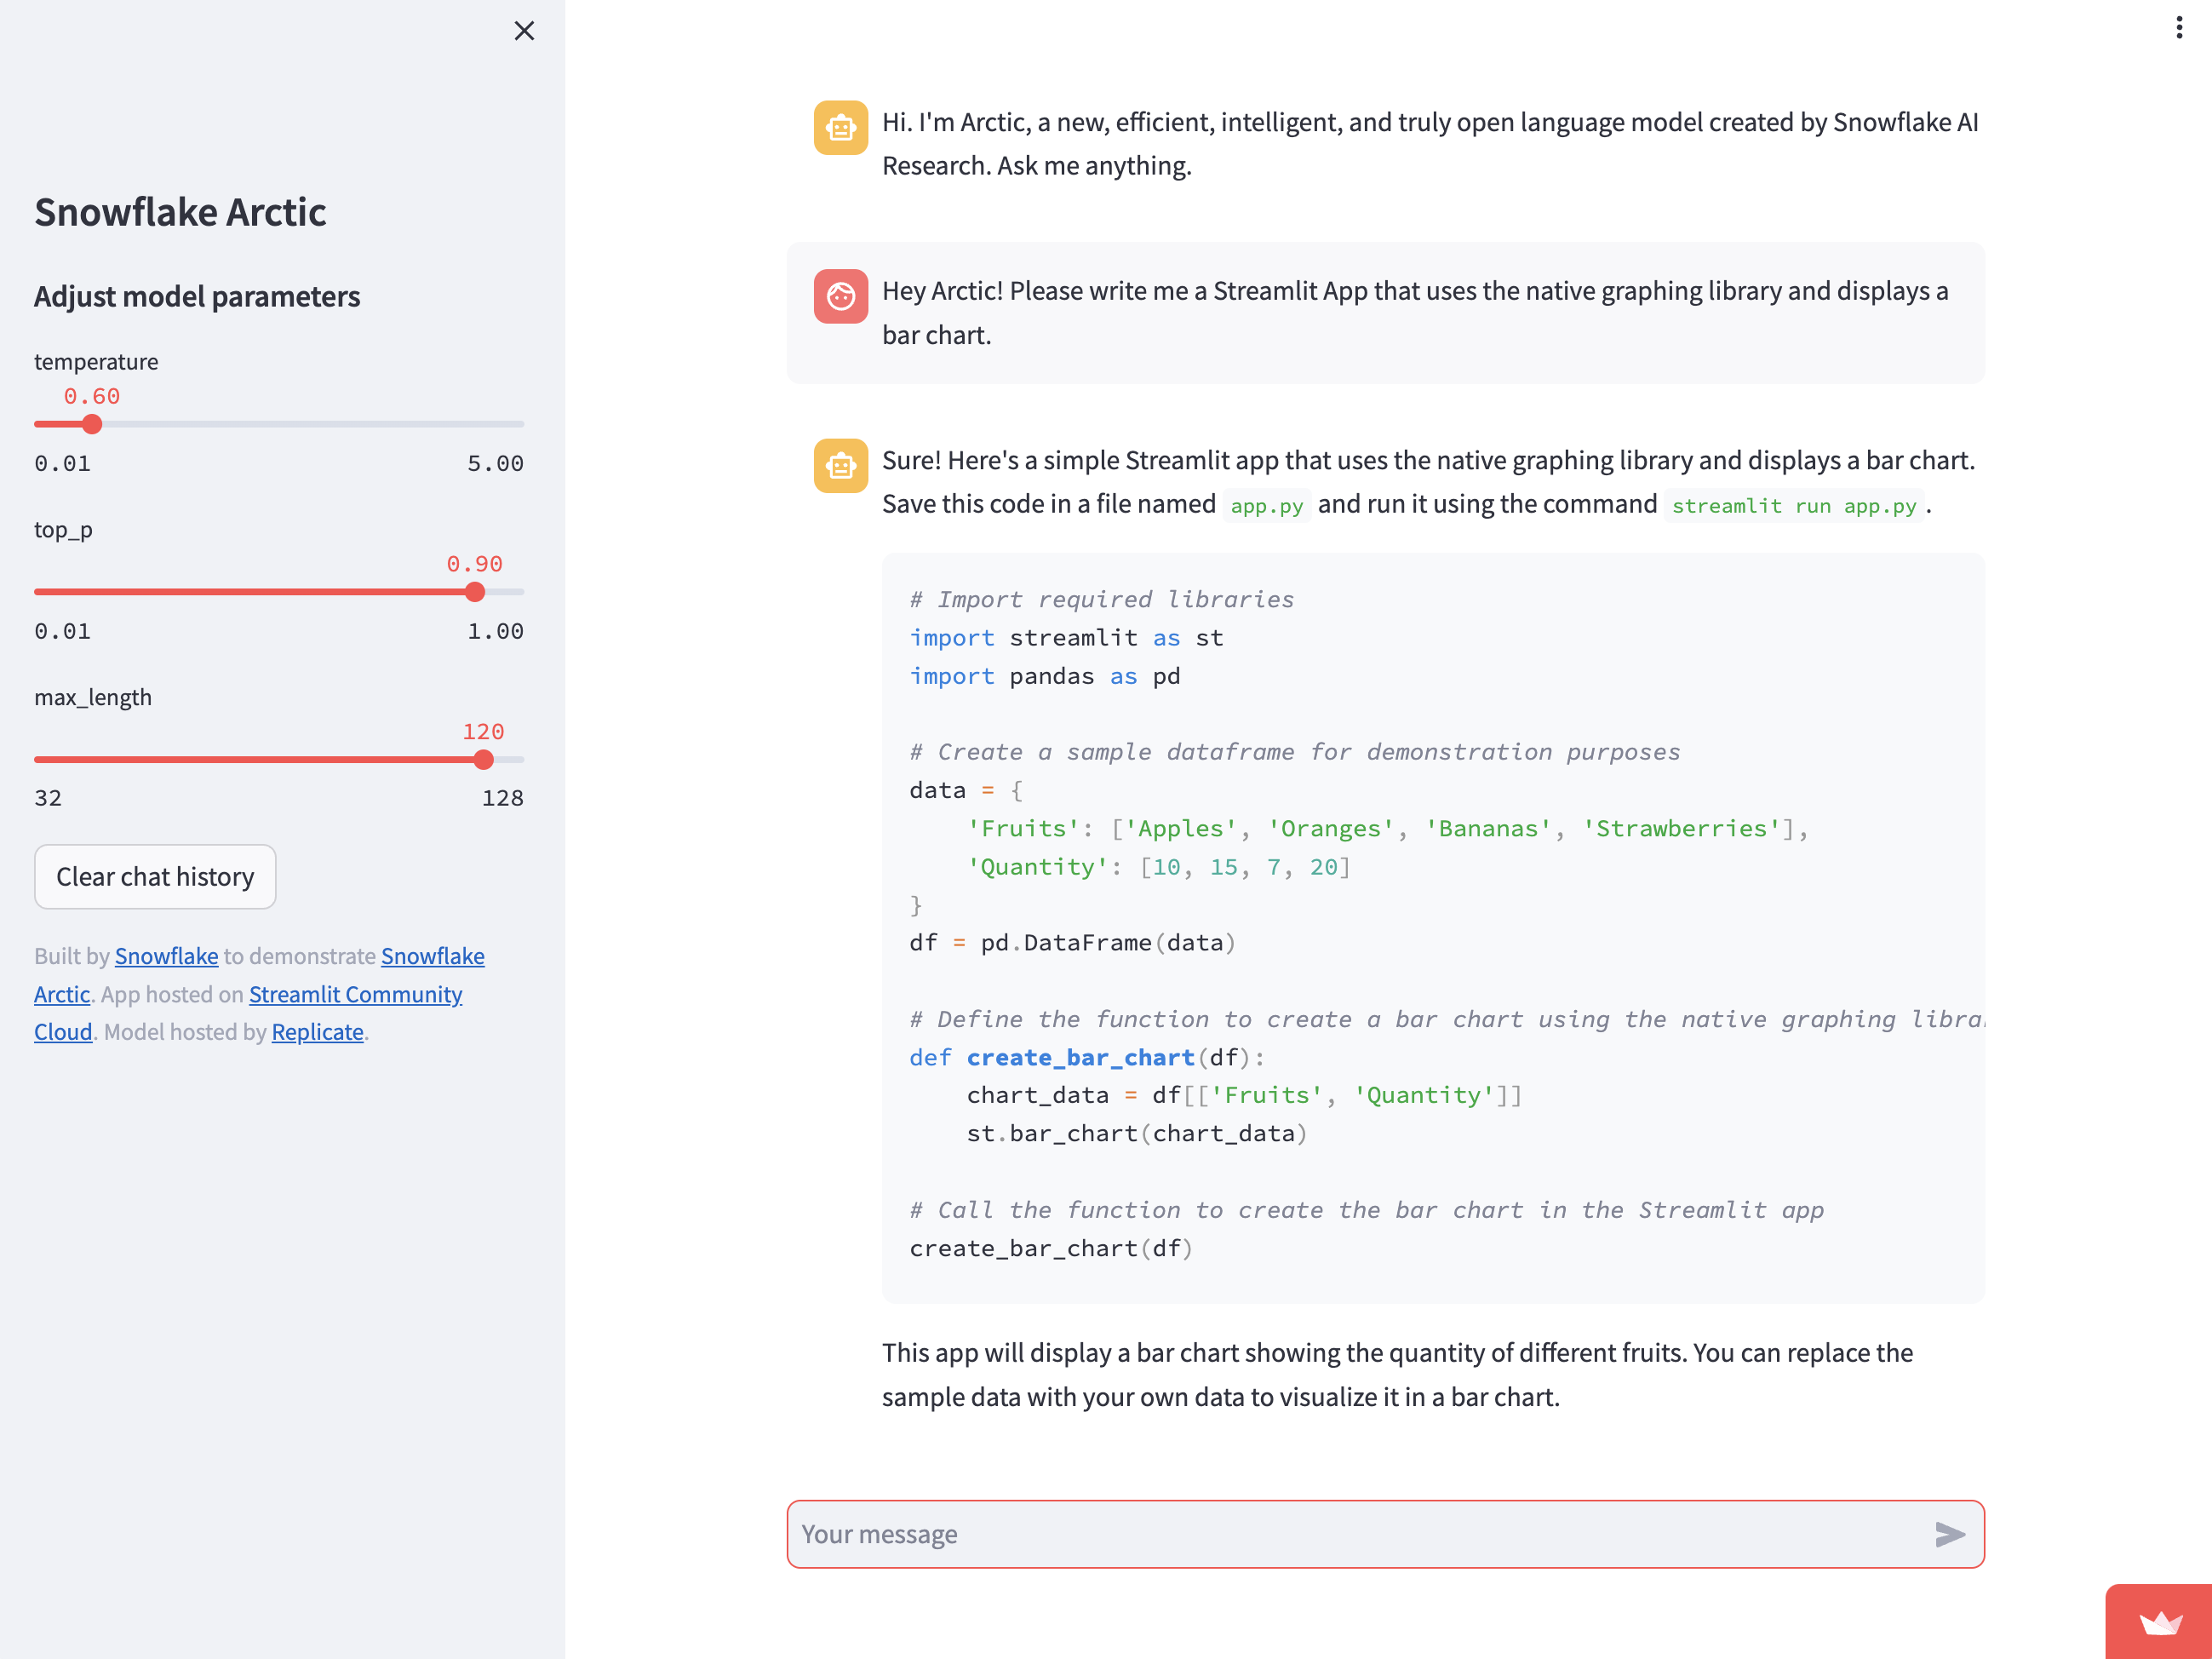 Snowflake Arctic
Adjust model parameters
temperature
0.60
0.01 5.00
top_p
0.90
0.01 1.00
max_length
120
32 128
Clear chat history
Built by Snowflake to demonstrate Snowflake
Arctic. App hosted on Streamlit Community
Cloud. Model hosted by Replicate.
Hi. I'm Arctic, a new, efficient, intelligent, and truly open language model created by Snowflake AI
Research. Ask me anything.
Hey Arctic! Please write me a Streamlit App that uses the native graphing library and displays a
bar chart.
Sure! Here's a simple Streamlit app that uses the native graphing library and displays a bar chart.
Save this code in a file named app.py and run it using the command streamlit run app.py.
# Import required libraries
import streamlit as st
import pandas as pd
# Create a sample dataframe for demonstration purposes
data = {
    'Fruits': ['Apples', 'Oranges', 'Bananas', 'Strawberries'],
    'Quantity': [10, 15, 7, 20]
}
df = pd.DataFrame(data)
# Define the function to create a bar chart using the native graphing
def create_bar_chart(df):
    chart_data = df[['Fruits', 'Quantity']]
    st.bar_chart(chart_data)
# Call the function to create the bar chart in the Streamlit app
create_bar_chart(df)
This app will display a bar chart showing the quantity of different fruits. You can replace the
sample data with your own data to visualize it in a bar chart.
Your message